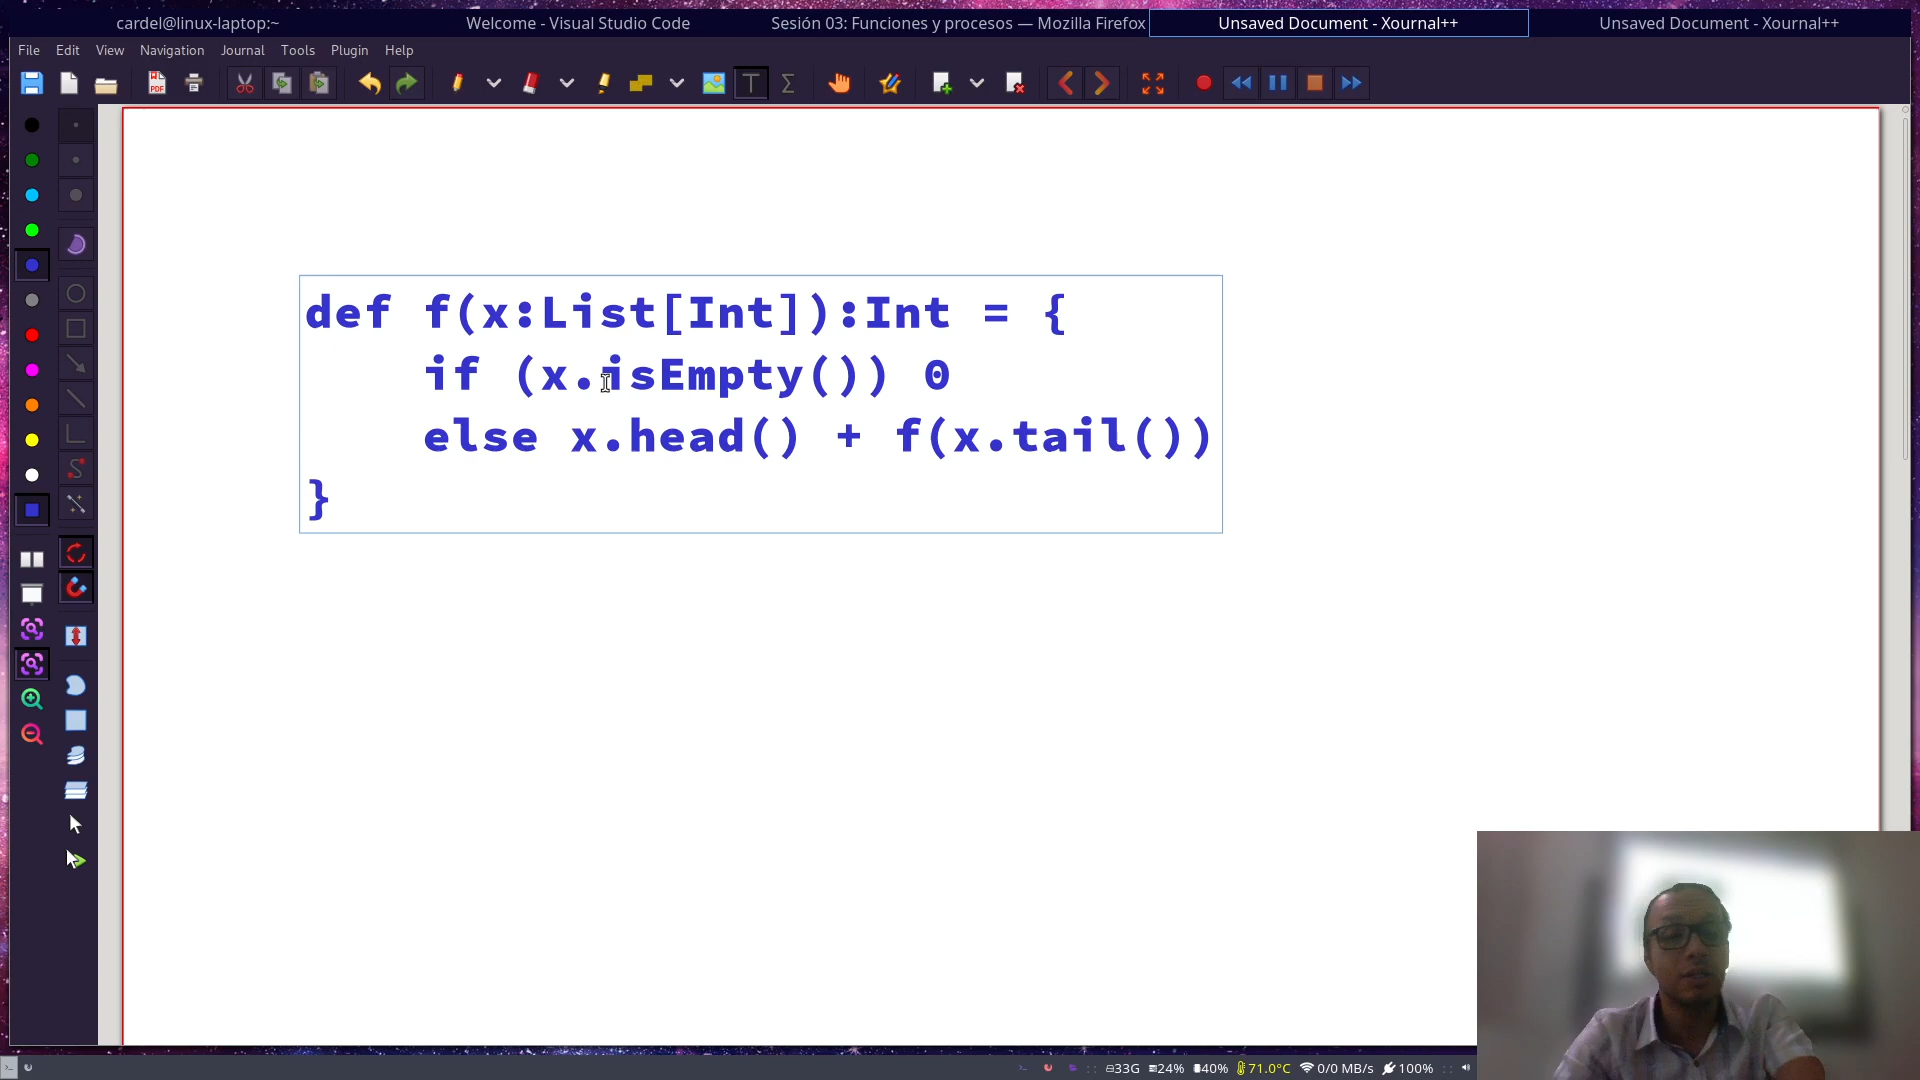 cardel@linux-laptop:~
Welcome - Visual Studio Code
Sesión 03: Funciones y procesos — Mozilla Firefox
Unsaved Document - Xournal++
Unsaved Document - Xournal++
File Edit View Navigation Journal Tools Plugin Help
def f(x:List[Int]):Int = {
    if (x.isEmpty()) 0
    else x.head() + f(x.tail())
}
33G 24% 40% 71.0°C 0/0 MB/s 100%